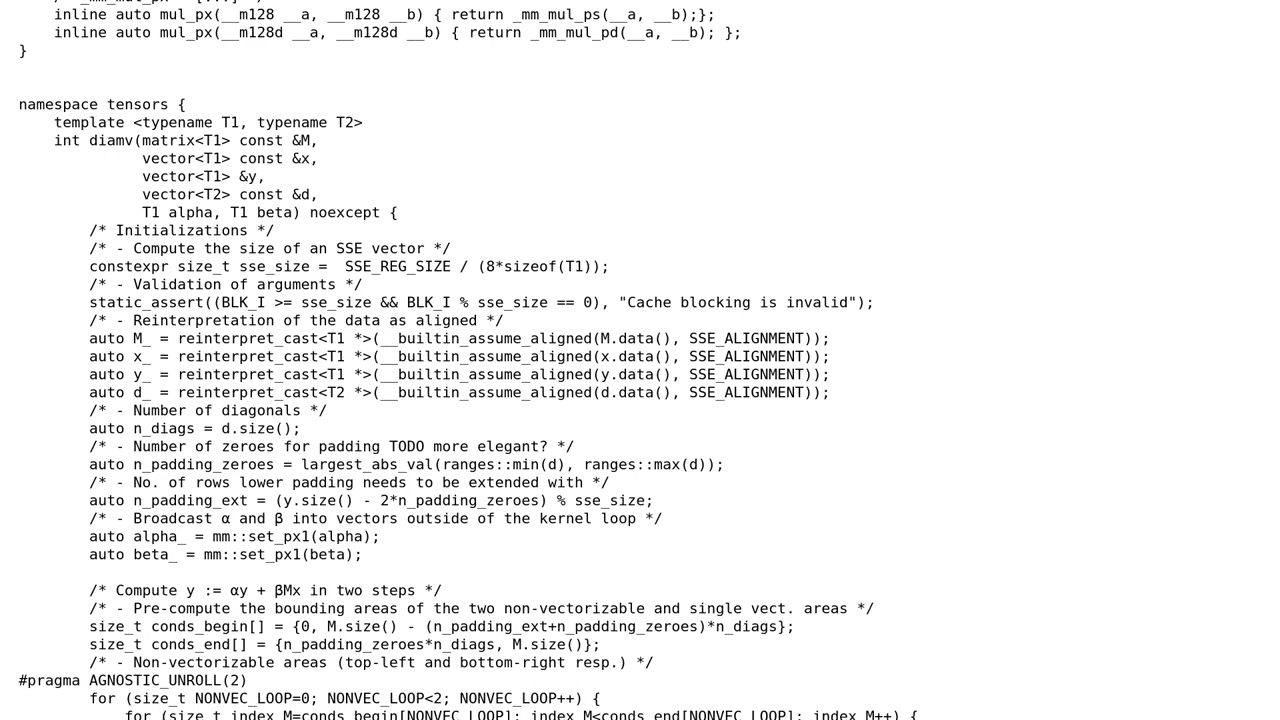 inline auto mul_px(__m128 __a, __m128 __b) { return _mm_mul_ps(__a, __b);};
inline auto mul_px(__m128d __a, __m128d __b) { return _mm_mul_pd(__a, __b); };
}
namespace tensors {
template <typename T1, typename T2>
int diamv(matrix<T1> const &M,
vector<T1> const &x,
vector<T1> &y,
vector<T2> const &d,
T1 alpha, T1 beta) noexcept {
/* Initializations */
/* - Compute the size of an SSE vector */
constexpr size_t sse_size =  SSE_REG_SIZE / (8*sizeof(T1));
/* - Validation of arguments */
static_assert((BLK_I >= sse_size && BLK_I % sse_size == 0), "Cache blocking is invalid");
/* - Reinterpretation of the data as aligned */
auto M_ = reinterpret_cast<T1 *>(__builtin_assume_aligned(M.data(), SSE_ALIGNMENT));
auto x_ = reinterpret_cast<T1 *>(__builtin_assume_aligned(x.data(), SSE_ALIGNMENT));
auto y_ = reinterpret_cast<T1 *>(__builtin_assume_aligned(y.data(), SSE_ALIGNMENT));
auto d_ = reinterpret_cast<T2 *>(__builtin_assume_aligned(d.data(), SSE_ALIGNMENT));
/* - Number of diagonals */
auto n_diags = d.size();
/* - Number of zeroes for padding TODO more elegant? */
auto n_padding_zeroes = largest_abs_val(ranges::min(d), ranges::max(d));
/* - No. of rows lower padding needs to be extended with */
auto n_padding_ext = (y.size() - 2*n_padding_zeroes) % sse_size;
/* - Broadcast α and β into vectors outside of the kernel loop */
auto alpha_ = mm::set_px1(alpha);
auto beta_ = mm::set_px1(beta);
/* Compute y := αy + βMx in two steps */
/* - Pre-compute the bounding areas of the two non-vectorizable and single vect. areas */
size_t conds_begin[] = {0, M.size() - (n_padding_ext+n_padding_zeroes)*n_diags};
size_t conds_end[] = {n_padding_zeroes*n_diags, M.size()};
/* - Non-vectorizable areas (top-left and bottom-right resp.) */
#pragma AGNOSTIC_UNROLL(2)
for (size_t NONVEC_LOOP=0; NONVEC_LOOP<2; NONVEC_LOOP++) {
for (size_t index_M=conds_begin[NONVEC_LOOP]; index_M<conds_end[NONVEC_LOOP]; index_M++) {